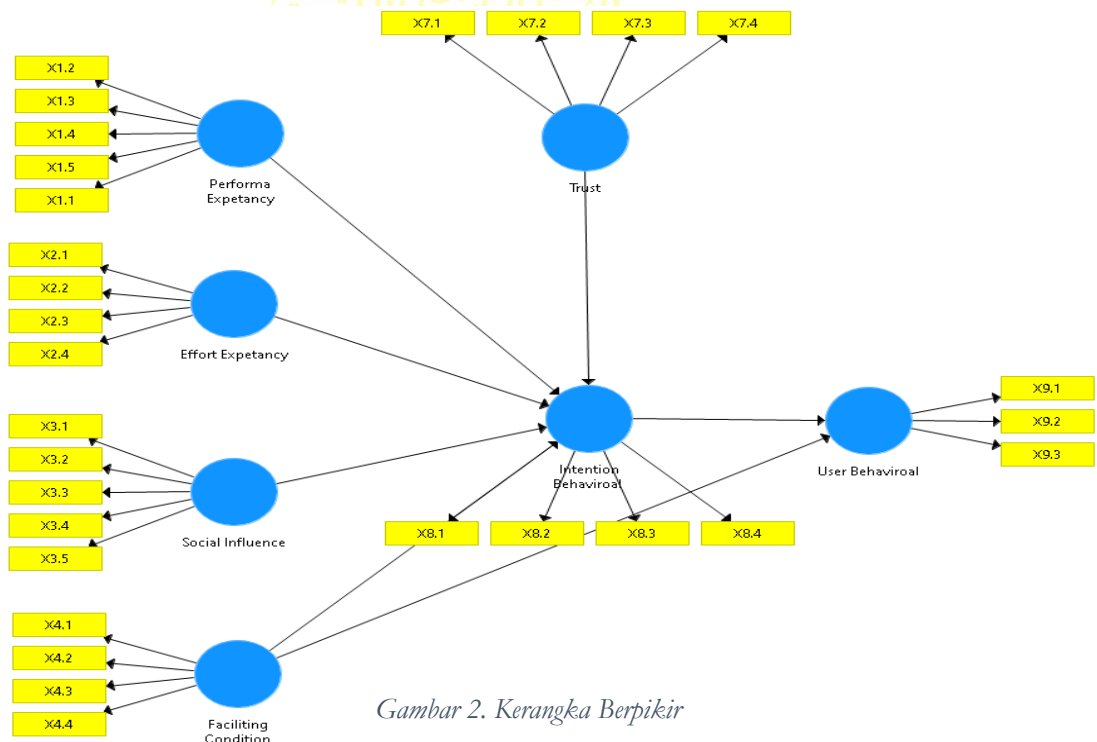 X7.1
X7.2
X7.3
X7.4
X1.2
X1.3
X1.4
X1.5
X1.1
Performa
Expetancy
Trust
X2.1
X2.2
X2.3
X2.4
Effort Expetancy
X3.1
X3.2
X3.3
X3.4
X3.5
Social Influence
Intention
Behaviroal
User Behaviroal
X9.1
X9.2
X9.3
X8.1
X8.2
X8.3
X8.4
X4.1
X4.2
X4.3
X4.4
Faciliting
Condition
Gambar 2. Kerangka Berpikir